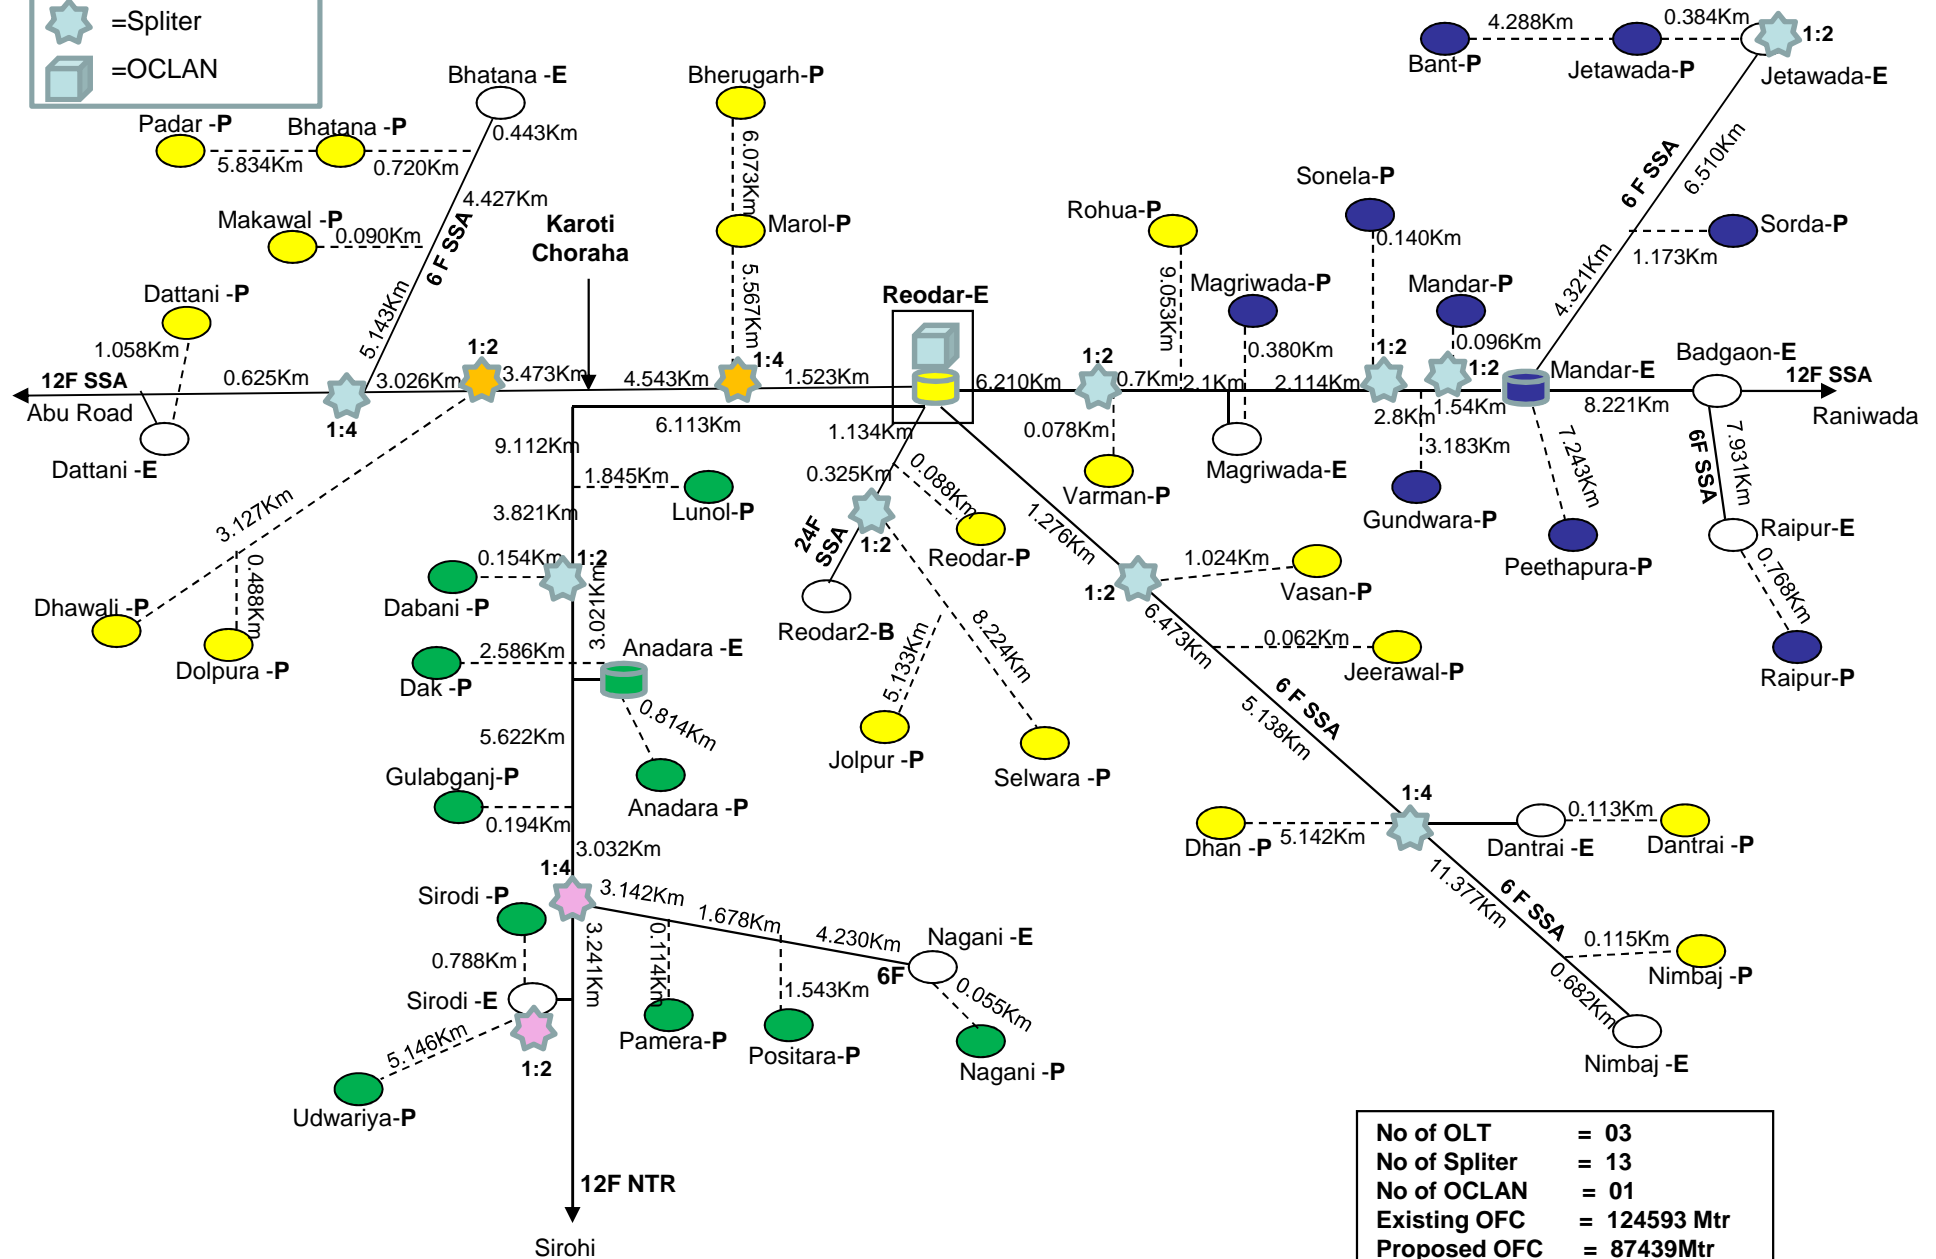 =Spliter
=OCLAN
Bhatana -E
0.443Km
Padar -P
Bhatana -P
5.834Km
0.720Km
4.427Km
Makawal -P
0.090Km
6 F SSA
5.143Km
Dattani -P
1.058Km
12F SSA
Abu Road
0.625Km
Dattani -E
1:4
3.026Km
1:2
3.473Km
Karoti
Choraha
4.543Km
Bherugarh-P
6.073Km
Marol-P
5.567Km
1:4
1.523Km
Reodar-E
3.127Km
0.488Km
Dhawali -P
Dolpura -P
6.113Km
9.112Km
1.845Km
Lunol-P
3.821Km
0.154Km
1:2
Dabani -P
3.021Km
2.586Km
Dak -P
Anadara -E
0.814Km
Anadara -P
5.622Km
Gulabganj-P
0.194Km
3.032Km
1:4
Sirodi -P
0.788Km
Sirodi -E
3.241Km
5.146Km
1:2
Udwariya-P
3.142Km
1.678Km
4.230Km
0.114Km
Pamera-P
1.543Km
Positara-P
6F
Nagani -E
0.055Km
Nagani -P
12F NTR
Sirohi
1.134Km
0.325Km
0.088Km
Reodar-P
24F
SSA
1:2
Reodar2-B
5.133Km
8.224Km
Jolpur -P
Selwara -P
1.276Km
1:2
1.024Km
Vasan-P
6.473Km
0.062Km
Jeerawal-P
6 F SSA
5.138Km
1:4
Dhan -P
5.142Km
Dantrai -E
0.113Km
Dantrai -P
11.377Km
6 F SSA
0.115Km
Nimbaj -P
0.682Km
Nimbaj -E
6.210Km
1:2
0.7Km
2.1Km
2.114Km
0.078Km
Varman-P
Rohua-P
9.053Km
Magriwada-P
0.380Km
Magriwada-E
Sonela-P
0.140Km
1:2
2.8Km
Mandar-P
0.096Km
1:2
1.54Km
3.183Km
Gundwara-P
Mandar-E
7.243Km
Peethapura-P
4.321Km
1.173Km
Sorda-P
6 F SSA
6.510Km
Bant-P
4.288Km
Jetawada-P
0.384Km
1:2
Jetawada-E
8.221Km
Badgaon-E
12F SSA
Raniwada
6F SSA
7.931Km
Raipur-E
0.768Km
Raipur-P
No of OLT = 03
No of Spliter = 13
No of OCLAN = 01
Existing OFC = 124593 Mtr
Proposed OFC = 87439Mtr